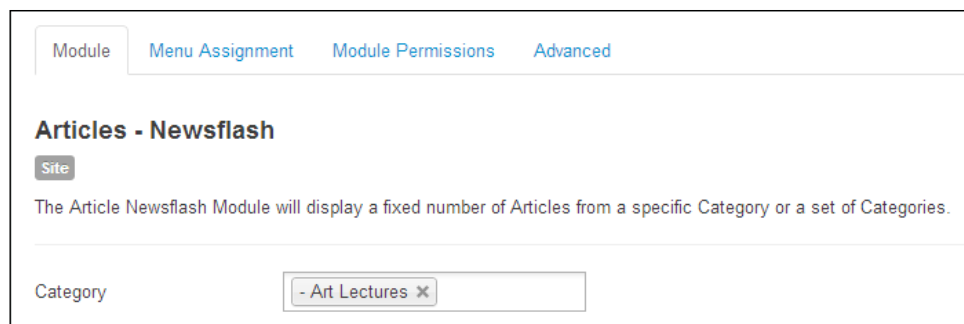 Module Menu Assignment Module Permissions Advanced
Articles - Newsflash
Site
The Article Newsflash Module will display a fixed number of Articles from a specific Category or a set of Categories.
Category - Art Lectures ×